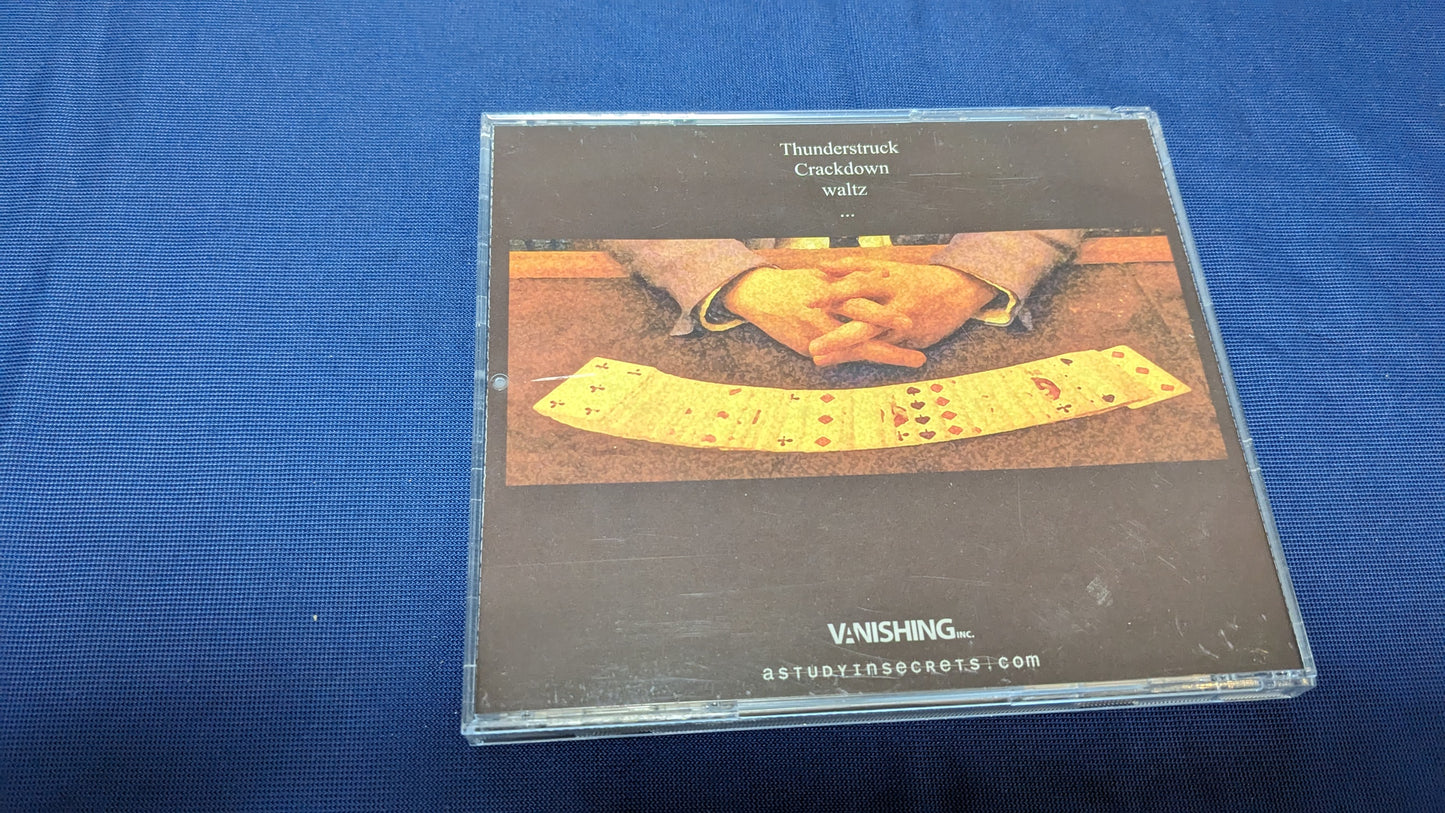 Thunderstruck
Crackdown
waltz
...
VANISHING INC.
aSTUDYInSeCRETS.com